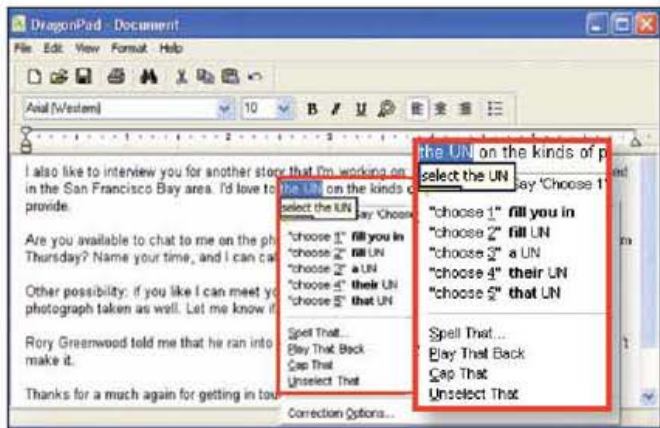 DragonPad - Document
File Edit View Format Help
Arial (Western) 10 B I U
I also like to interview you for another story that I'm working on
in the San Francisco Bay area. I'd love to the UN on the kinds
provide.
Are you available to chat to me on the ph
Thursday? Name your time, and I can cal
Other possibility: if you like I can meet yo
photograph taken as well. Let me know if
Rory Greenwood told me that he ran into
make it.
Thanks for a much again for getting in tou
select the UN
say 'Choose
"choose 1" fill you in
"choose 2" fill UN
"choose 3" a UN
"choose 4" their UN
"choose 5" that UN
Spell That...
Play That Back
Cap That
Unselect That
Correction Options...
the UN on the kinds of p
select the UN
say 'Choose 1'
"choose 1" fill you in
"choose 2" fill UN
"choose 3" a UN
"choose 4" their UN
"choose 5" that UN
Spell That...
Play That Back
Cap That
Unselect That